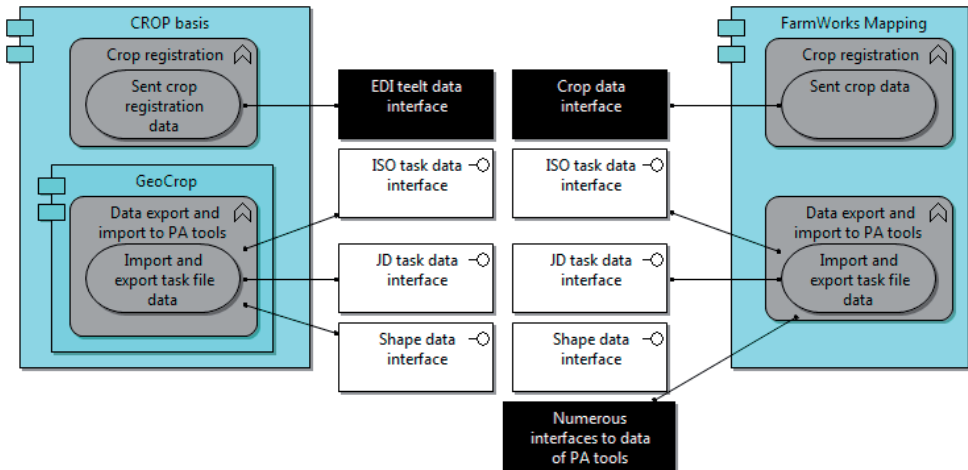 CROP basis
Crop registration
Sent crop
registration
data
GeoCrop
Data export and
import to PA tools
Import and
export task file
data
EDI teelt data
interface
ISO task data
interface
JD task data
interface
Shape data
interface
Crop data
interface
ISO task data
interface
JD task data
interface
Shape data
interface
Numerous
interfaces to data
of PA tools
FarmWorks Mapping
Crop registration
Sent crop data
Data export and
import to PA tools
Import and
export task file
data